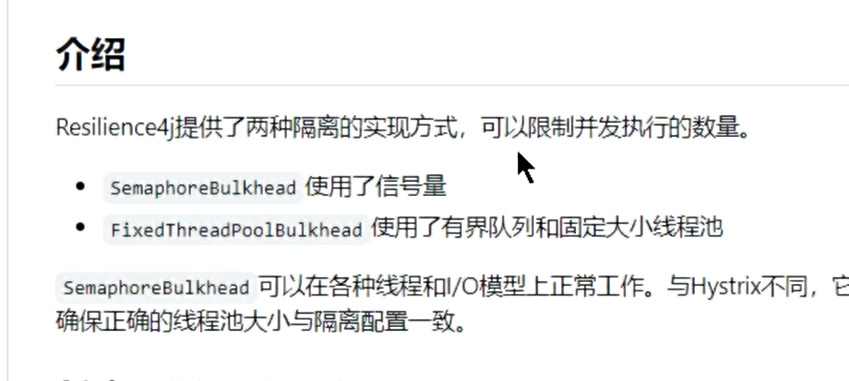 介绍
Resilience4j提供了两种隔离的实现方式，可以限制并发执行的数量。
SemaphoreBulkhead 使用了信号量
FixedThreadPoolBulkhead 使用了有界队列和固定大小线程池
SemaphoreBulkhead 可以在各种线程和I/O模型上正常工作。与Hystrix不同，它
确保正确的线程池大小与隔离配置一致。